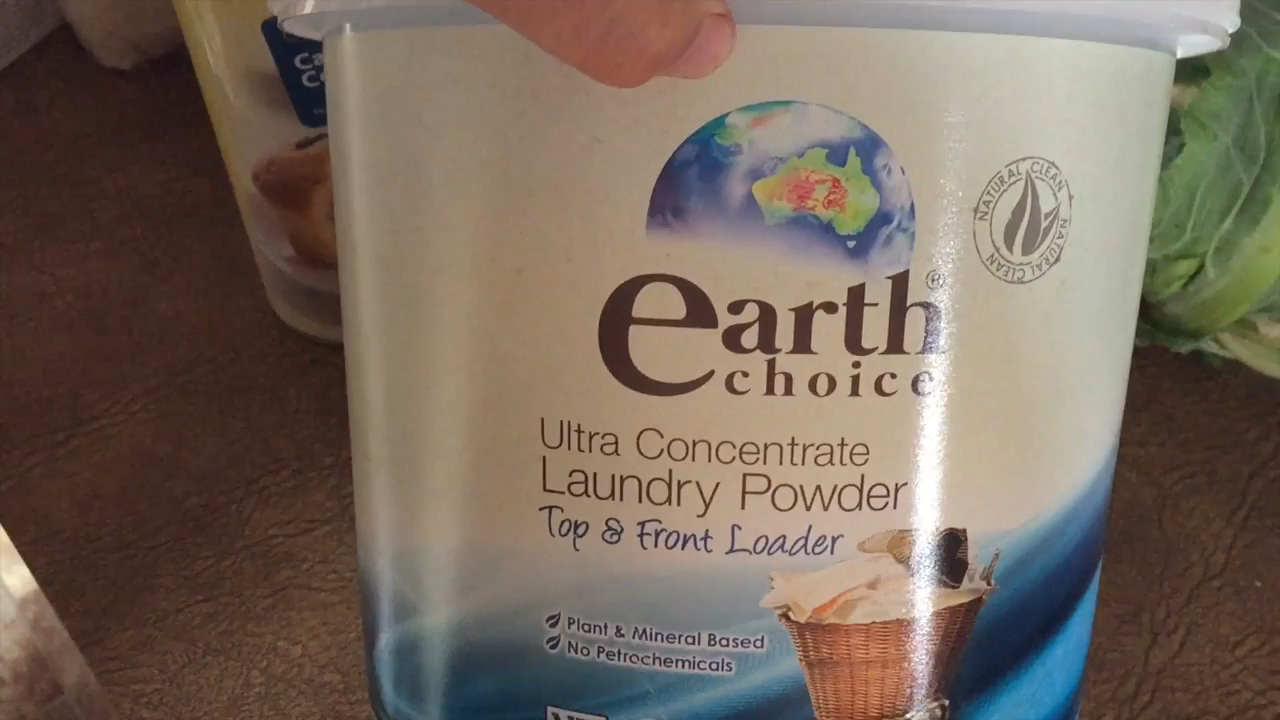 NATURAL CLEAN
NATURAL CLEAN
earth®
choice
Ultra Concentrate
Laundry Powder
Top & Front Loader
Plant & Mineral Based
No Petrochemicals